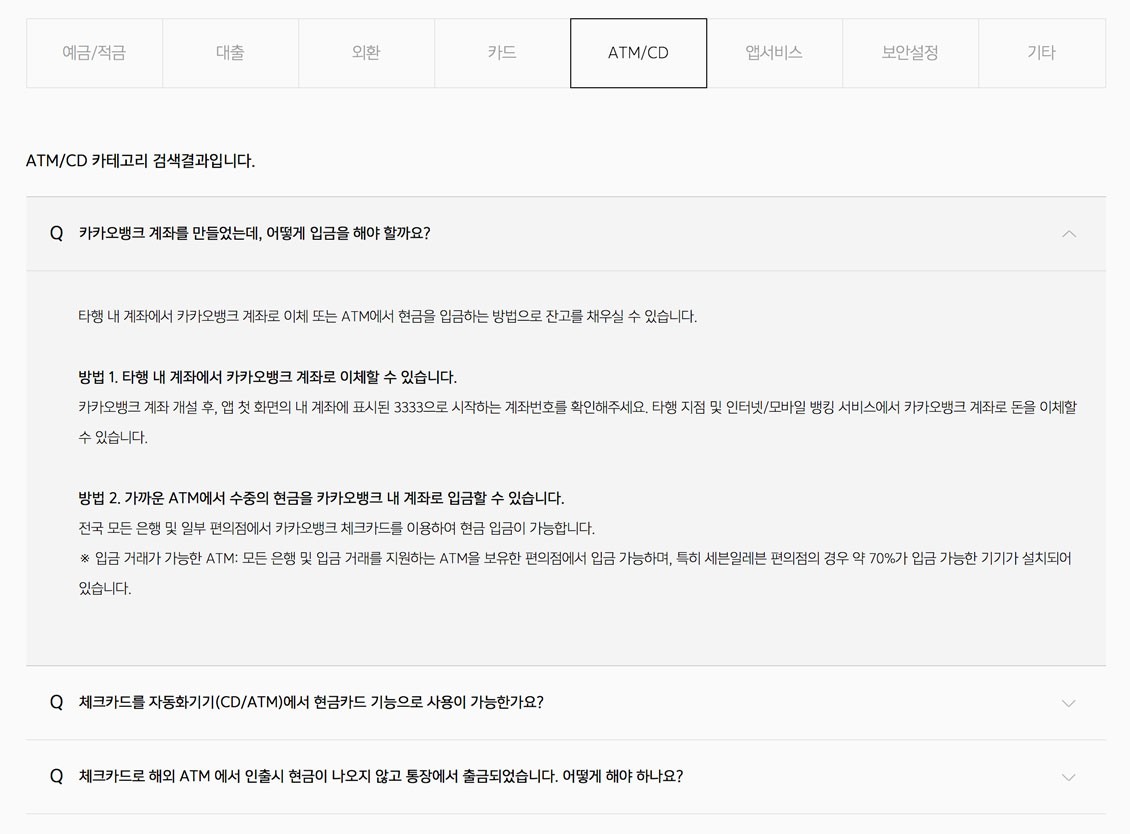 예금/적금
대출
외환
카드
ATM/CD
앱서비스
보안설정
기타
ATM/CD 카테고리 검색결과입니다.
Q 카카오뱅크 계좌를 만들었는데, 어떻게 입금을 해야 할까요?
타행 내 계좌에서 카카오뱅크 계좌로 이체 또는 ATM에서 현금을 입금하는 방법으로 잔고를 채우실 수 있습니다.
방법 1. 타행 내 계좌에서 카카오뱅크 계좌로 이체할 수 있습니다.
카카오뱅크 계좌 개설 후, 앱 첫 화면의 내 계좌에 표시된 3333으로 시작하는 계좌번호를 확인해주세요. 타행 지점 및 인터넷/모바일 뱅킹 서비스에서 카카오뱅크 계좌로 돈을 이체할
수 있습니다.
방법 2. 가까운 ATM에서 수중의 현금을 카카오뱅크 내 계좌로 입금할 수 있습니다.
전국 모든 은행 및 일부 편의점에서 카카오뱅크 체크카드를 이용하여 현금 입금이 가능합니다.
※ 입금 거래가 가능한 ATM: 모든 은행 및 입금 거래를 지원하는 ATM을 보유한 편의점에서 입금 가능하며, 특히 세븐일레븐 편의점의 경우 약 70%가 입금 가능한 기기가 설치되어
있습니다.
Q 체크카드를 자동화기기(CD/ATM)에서 현금카드 기능으로 사용이 가능한가요?
Q 체크카드로 해외 ATM 에서 인출시 현금이 나오지 않고 통장에서 출금되었습니다. 어떻게 해야 하나요?